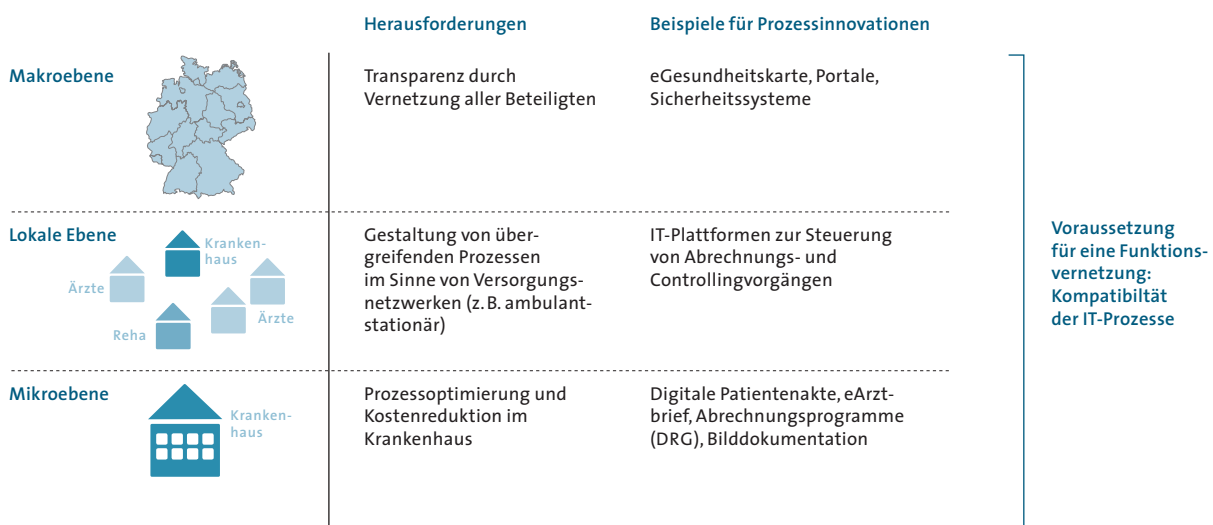 Herausforderungen
Beispiele für Prozessinnovationen
Makroebene
Transparenz durch
Vernetzung aller Beteiligten
eGesundheitskarte, Portale,
Sicherheitssysteme
Lokale Ebene
Kranken-
haus
Ärzte
Ärzte
Reha
Gestaltung von über-
greifenden Prozessen
im Sinne von Versorgungs-
netzwerken (z. B. ambulant-
stationär)
IT-Plattformen zur Steuerung
von Abrechnungs- und
Controllingvorgängen
Mikroebene
Kranken-
haus
Prozessoptimierung und
Kostenreduktion im
Krankenhaus
Digitale Patientenakte, eArzt-
brief, Abrechnungsprogramme
(DRG), Bilddokumentation
Voraussetzung
für eine Funktions-
vernetzung:
Kompatibiltät
der IT-Prozesse